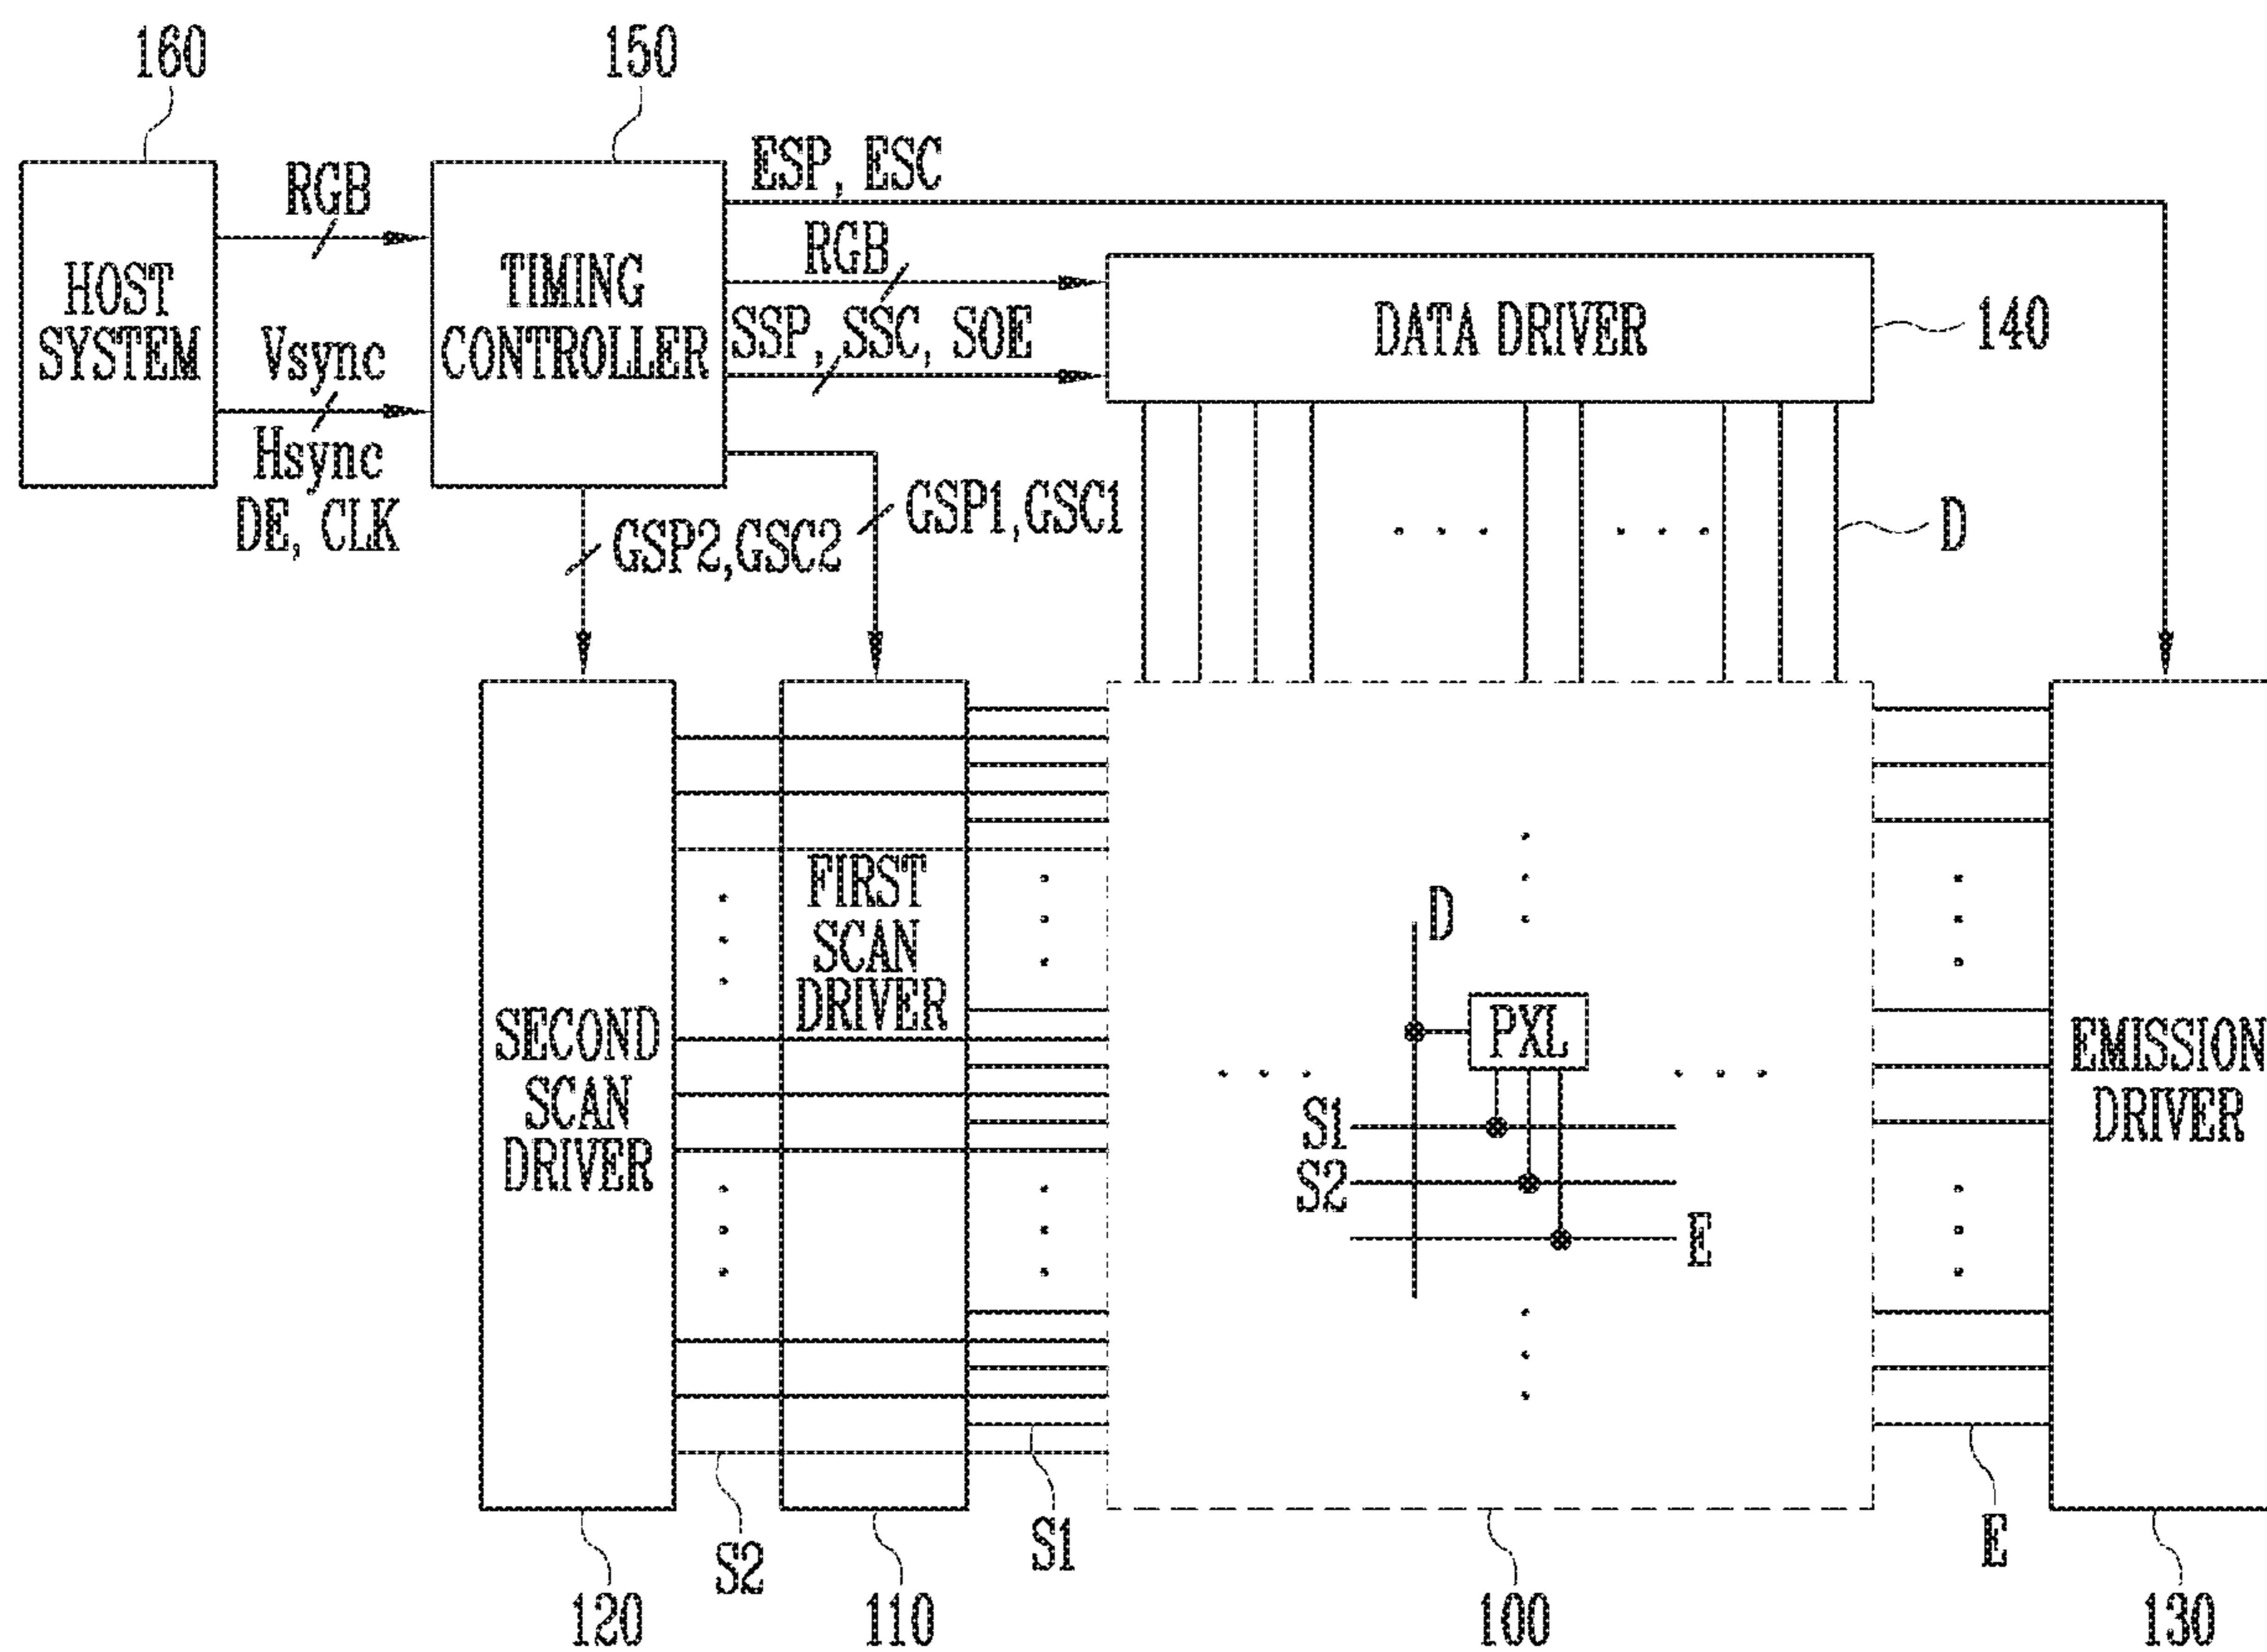 160
150
ESP, ESC
RGB
RGB
HOST
SYSTEM
TIMING
CONTROLLER
DATA DRIVER
140
Vsync
SSP, SSC, SOE
Hsync
DE, CLK
GSP1,GSC1
GSP2,GSC2
D
FIRST
SCAN
DRIVER
D
SECOND
SCAN
DRIVER
PXL
EMISSION
DRIVER
S1
S2
E
S2
S1
E
120
110
100
130